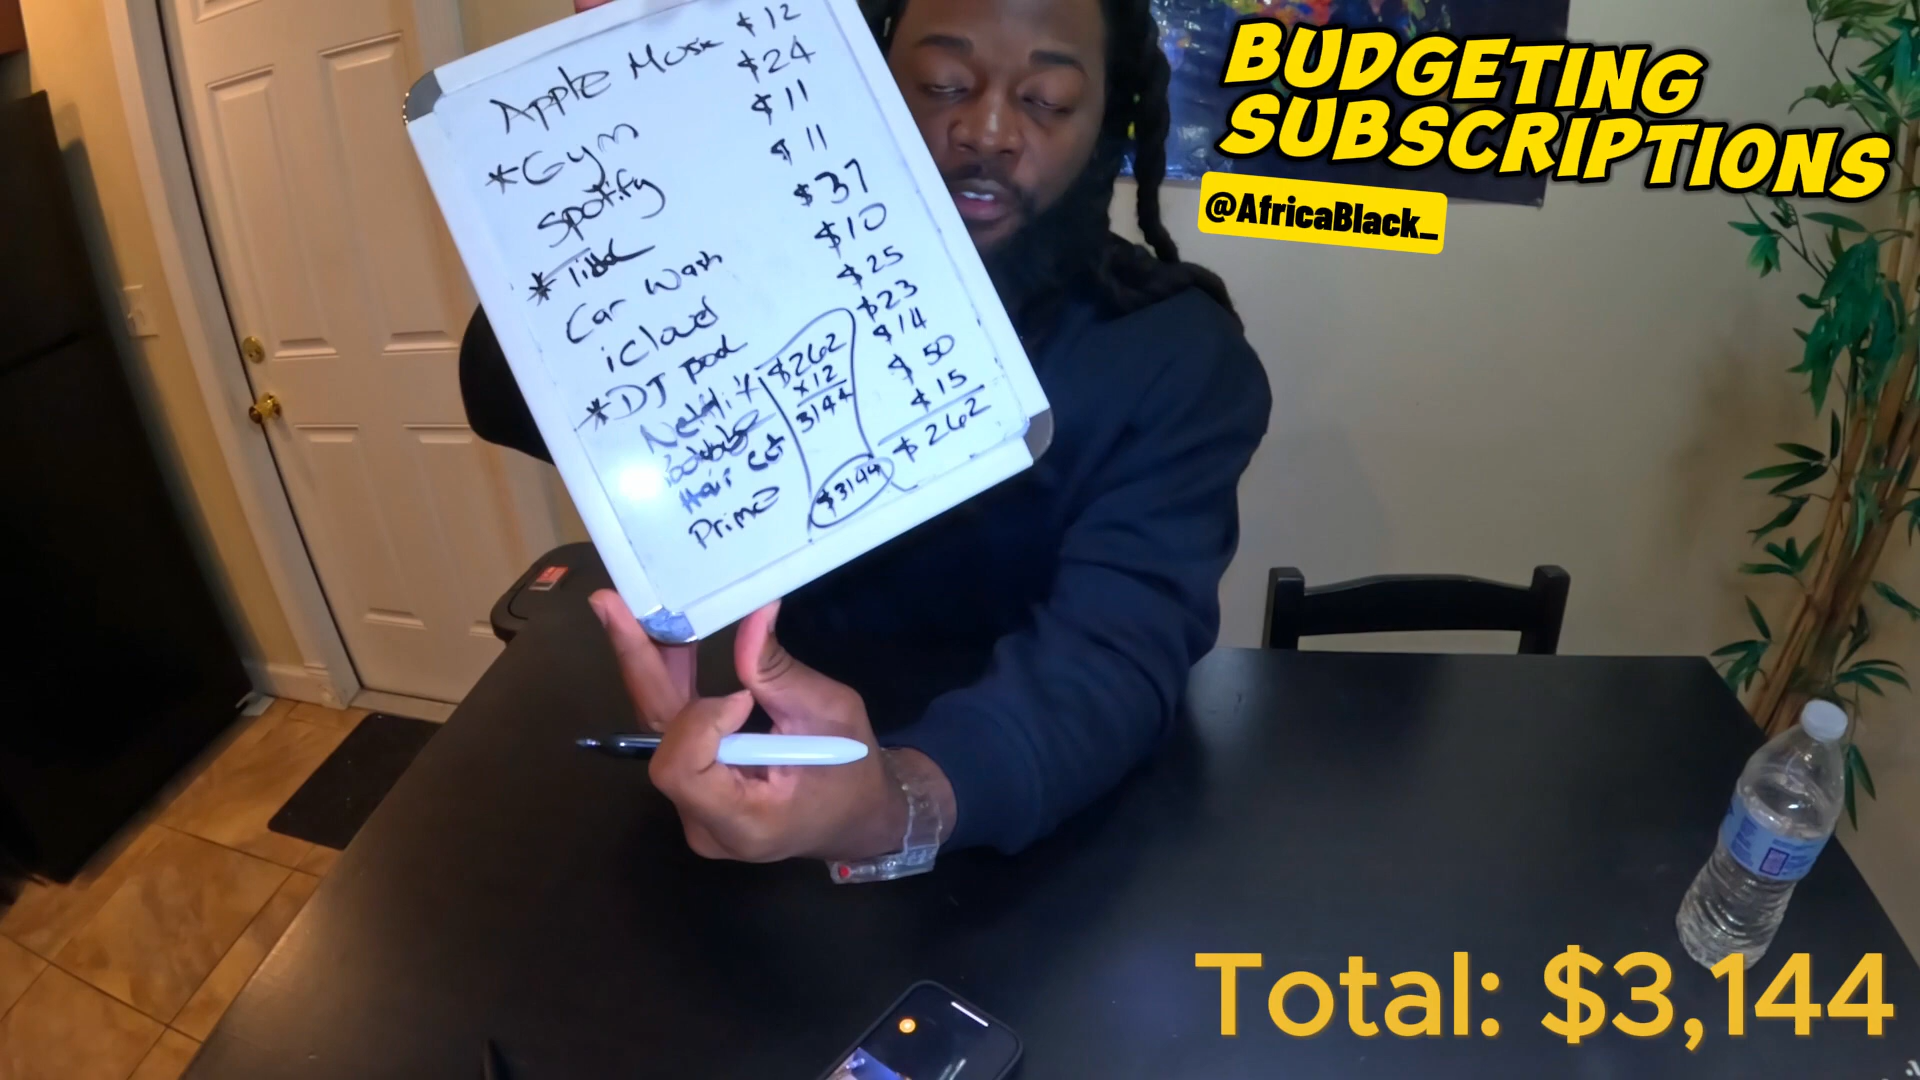 BUDGETING
SUBSCRIPTIONS
@AfricaBlack_
Apple Music $12
*Gym $24
Spotify $11
* $11
Car Wash $37
iCloud $10
*DJ pool $25
Netflix $23
$14
Hair cut $50
Prime $15
$262
$262
x12
3144
$3144
Total: $3,144